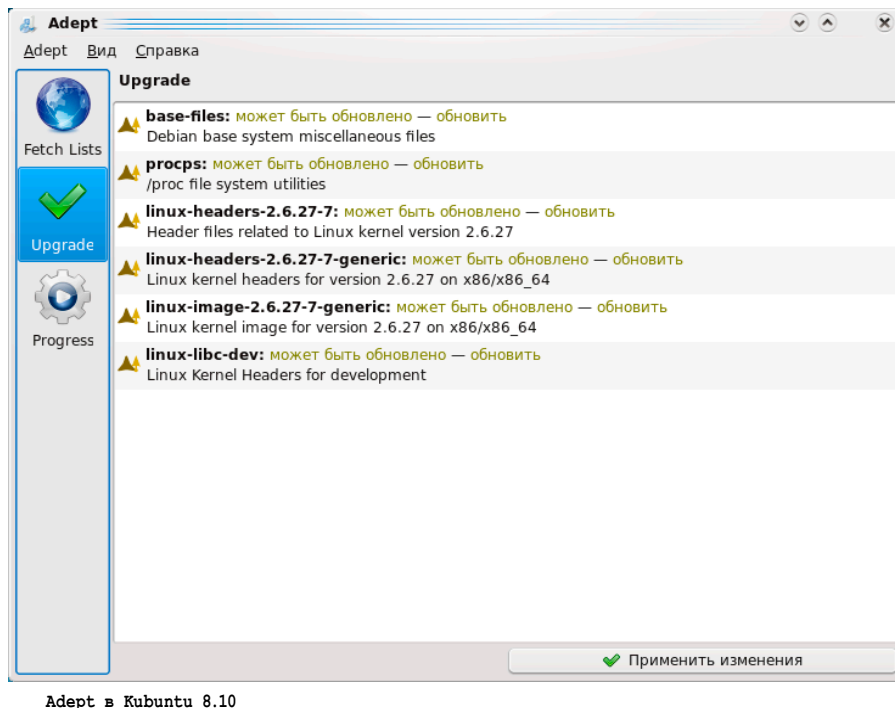 Adept
Adept Вид Справка
Upgrade
Fetch Lists
Upgrade
Progress
base-files: может быть обновлено — обновить
Debian base system miscellaneous files
procps: может быть обновлено — обновить
/proc file system utilities
linux-headers-2.6.27-7: может быть обновлено — обновить
Header files related to Linux kernel version 2.6.27
linux-headers-2.6.27-7-generic: может быть обновлено — обновить
Linux kernel headers for version 2.6.27 on x86/x86_64
linux-image-2.6.27-7-generic: может быть обновлено — обновить
Linux kernel image for version 2.6.27 on x86/x86_64
linux-libc-dev: может быть обновлено — обновить
Linux Kernel Headers for development
Применить изменения
Adept в Kubuntu 8.10